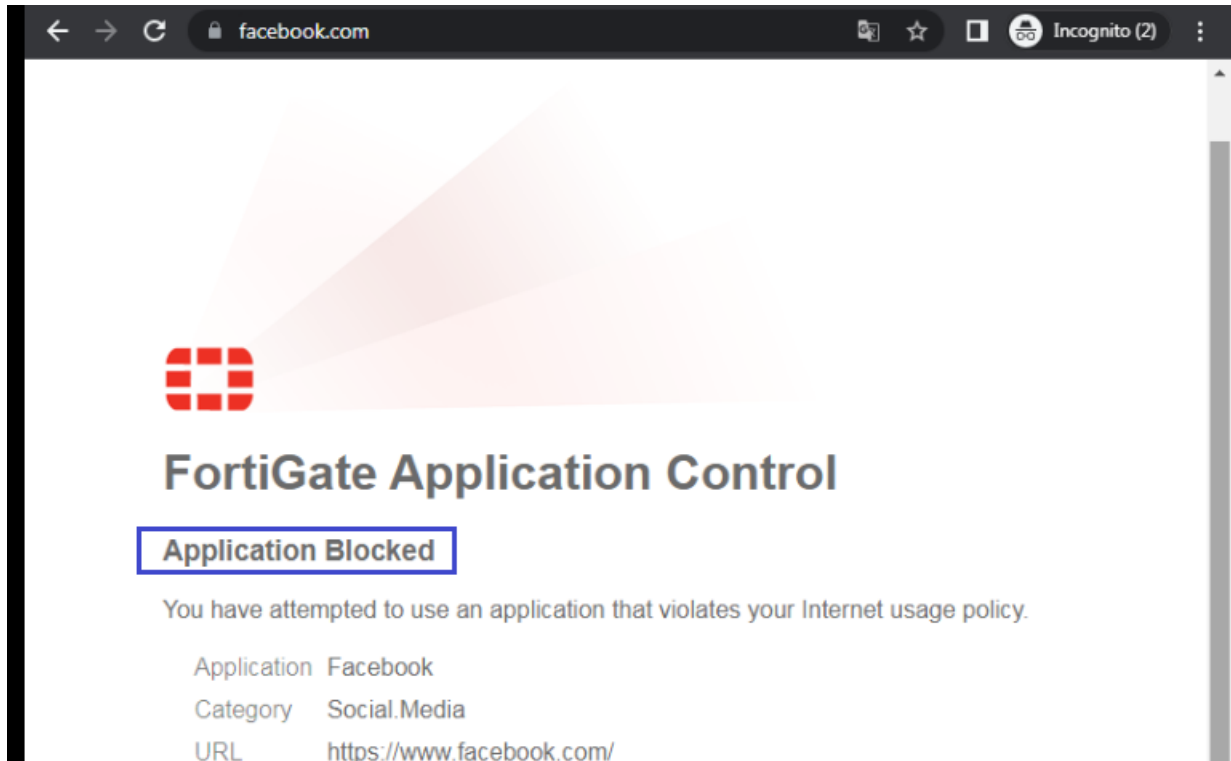 facebook.com
Incognito (2)
FortiGate Application Control
Application Blocked
You have attempted to use an application that violates your Internet usage policy.
Application Facebook
Category Social.Media
URL https://www.facebook.com/